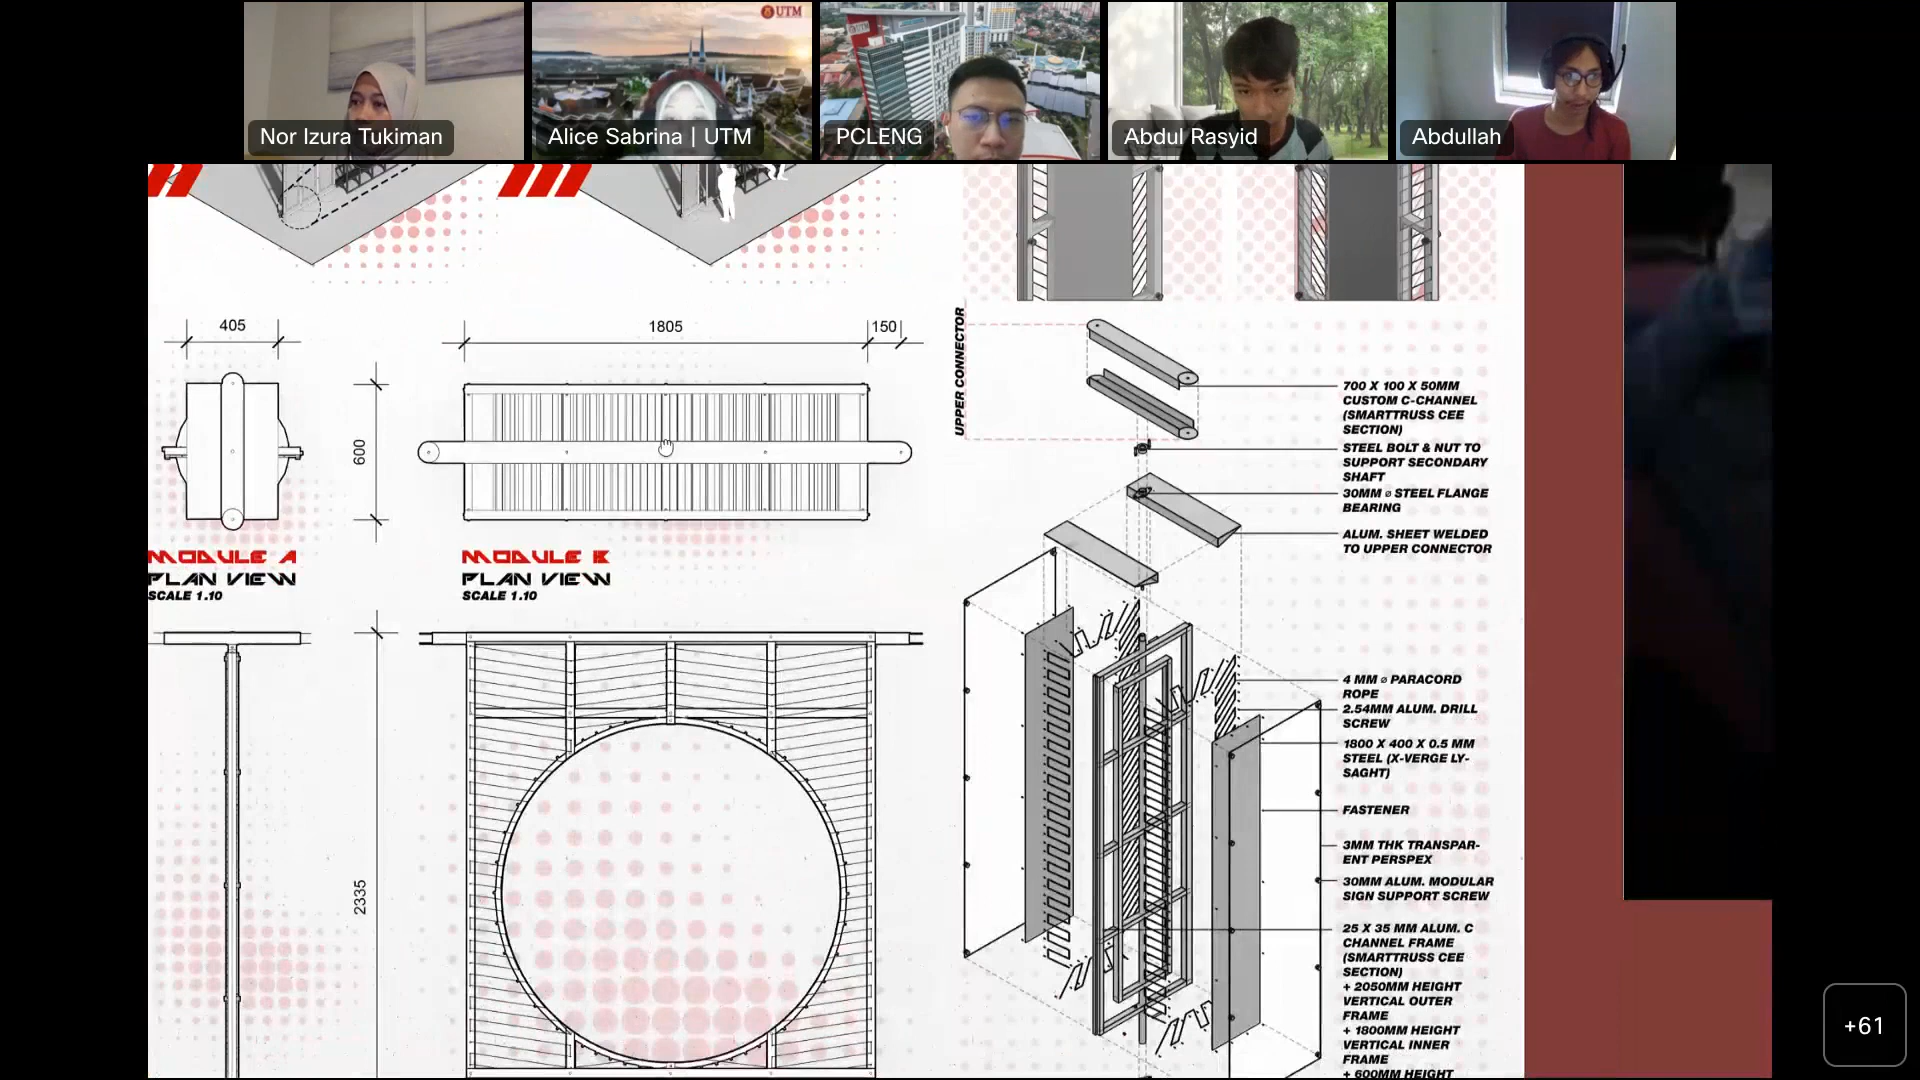 UTM
UTM
Nor Izura Tukiman
Alice Sabrina | UTM
PCLENG
Abdul Rasyid
Abdullah
405
1805
150
600
MODULE A
PLAN VIEW
SCALE 1.10
MODULE B
PLAN VIEW
SCALE 1.10
2335
UPPER CONNECTOR
700 X 100 X 50MM
CUSTOM C-CHANNEL
(SMARTTRUSS CEE
SECTION)
STEEL BOLT & NUT TO
SUPPORT SECONDARY
SHAFT
30MM ⌀ STEEL FLANGE
BEARING
ALUM. SHEET WELDED
TO UPPER CONNECTOR
4 MM ⌀ PARACORD
ROPE
2.54MM ALUM. DRILL
SCREW
1800 X 400 X 0.5 MM
STEEL (X-VERGE LY-
SAGHT)
FASTENER
3MM THK TRANSPAR-
ENT PERSPEX
30MM ALUM. MODULAR
SIGN SUPPORT SCREW
25 X 35 MM ALUM. C
CHANNEL FRAME
(SMARTTRUSS CEE
SECTION)
+ 2050MM HEIGHT
VERTICAL OUTER
FRAME
+ 1800MM HEIGHT
VERTICAL INNER
FRAME
+ 600MM HEIGHT
+61